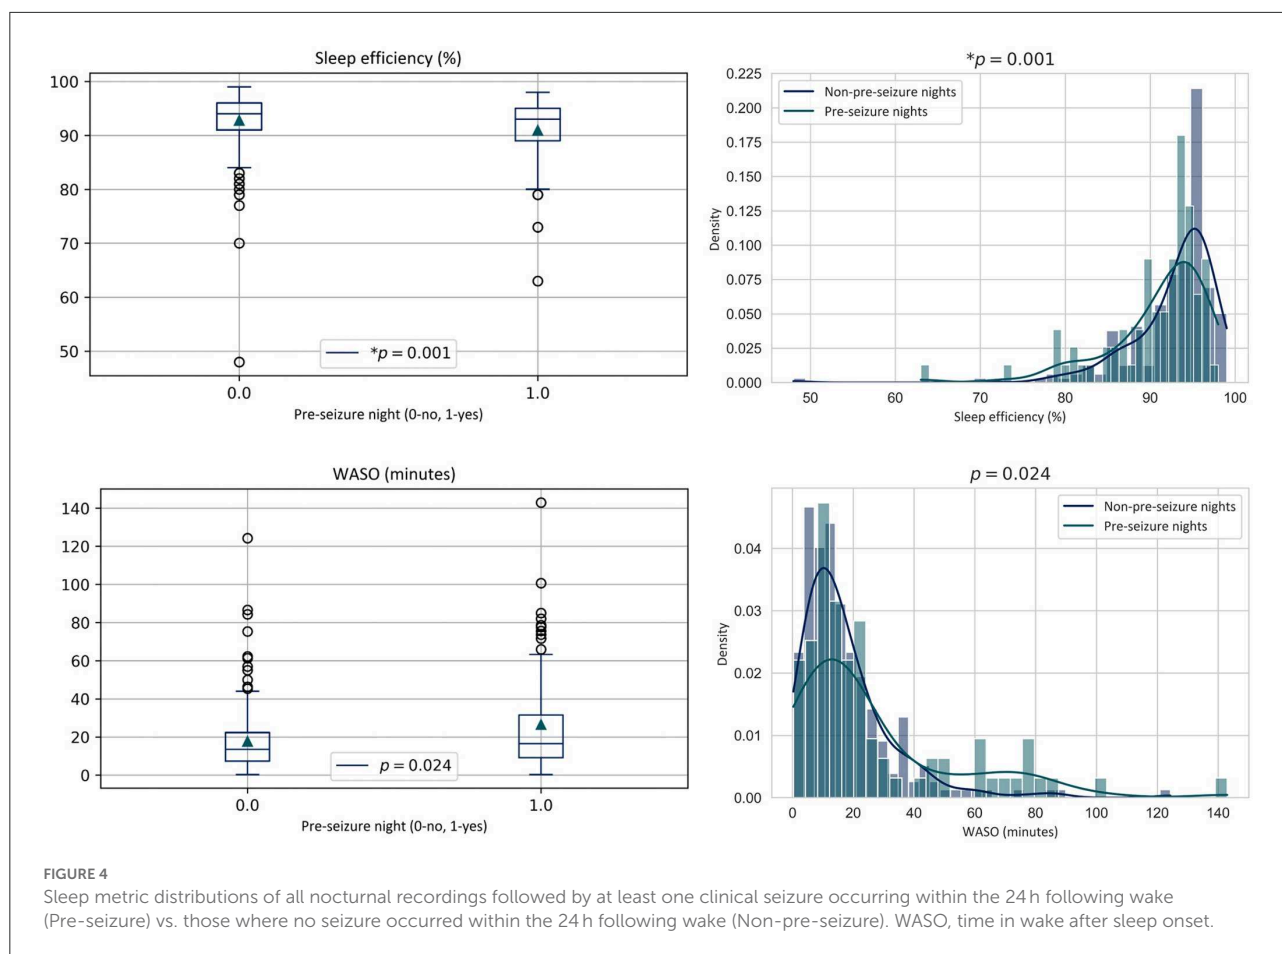 Sleep efficiency (%)
100
90
80
70
60
50
*p = 0.001
0.0
1.0
Pre-seizure night (0-no, 1-yes)
*p = 0.001
0.225
0.200
0.175
0.150
0.125
0.100
0.075
0.050
0.025
0.000
Density
Non-pre-seizure nights
Pre-seizure nights
50
60
70
80
90
100
Sleep efficiency (%)
WASO (minutes)
140
120
100
80
60
40
20
0
p = 0.024
0.0
1.0
Pre-seizure night (0-no, 1-yes)
p = 0.024
0.04
0.03
0.02
0.01
0.00
Density
Non-pre-seizure nights
Pre-seizure nights
0
20
40
60
80
100
120
140
WASO (minutes)
FIGURE 4
Sleep metric distributions of all nocturnal recordings followed by at least one clinical seizure occurring within the 24 h following wake
(Pre-seizure) vs. those where no seizure occurred within the 24 h following wake (Non-pre-seizure). WASO, time in wake after sleep onset.